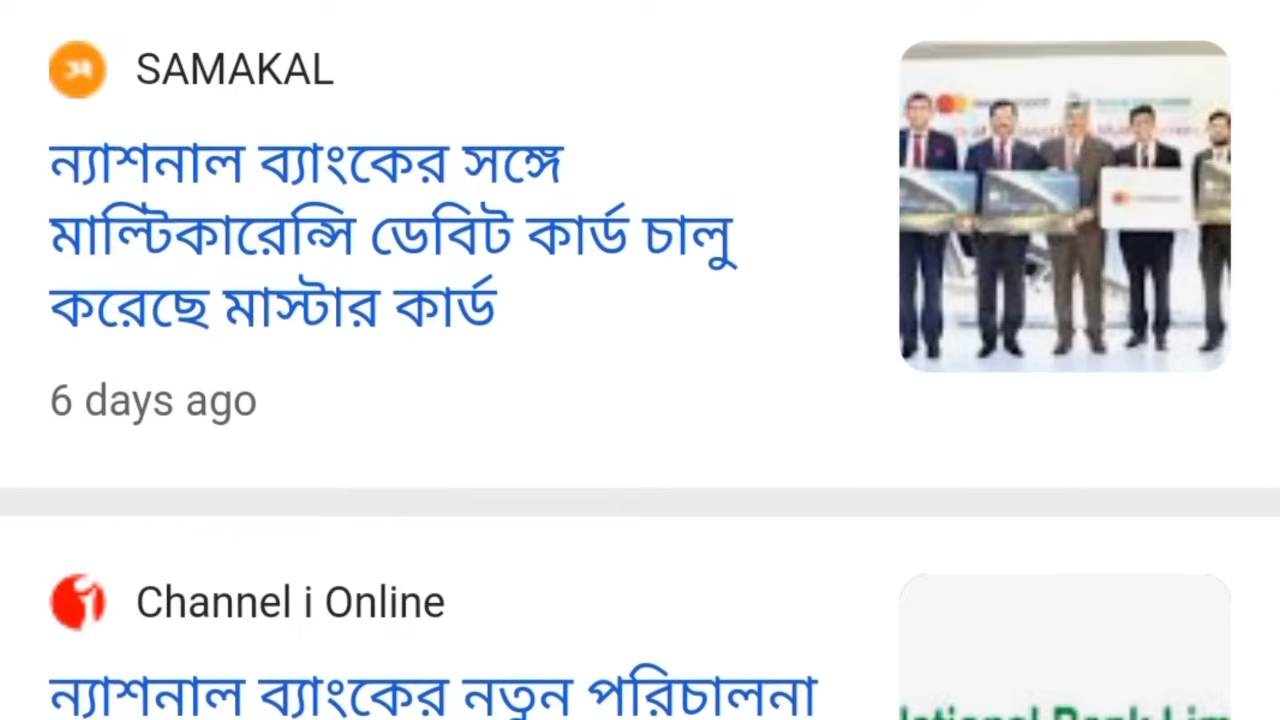 SAMAKAL
ন্যাশনাল ব্যাংকের সঙ্গে
মাল্টিকারেন্সি ডেবিট কার্ড চালু
করেছে মাস্টার কার্ড
6 days ago
Channel i Online
ন্যাশনাল ব্যাংকের নতুন পরিচালনা